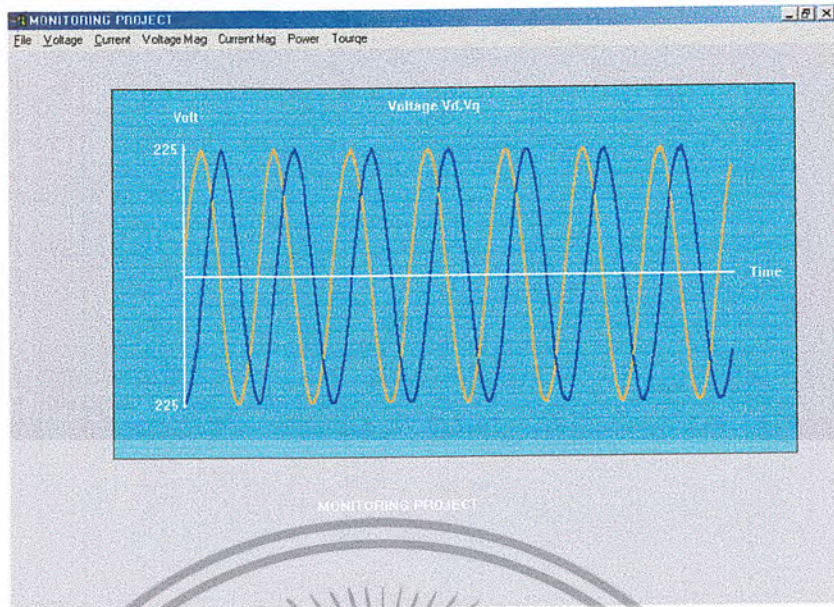 MONITORING PROJECT
File Voltage Current Voltage Mag Current Mag Power Tourqe
Voltage Vd,Vq
Volt
225
Time
225
MONITORING PROJECT